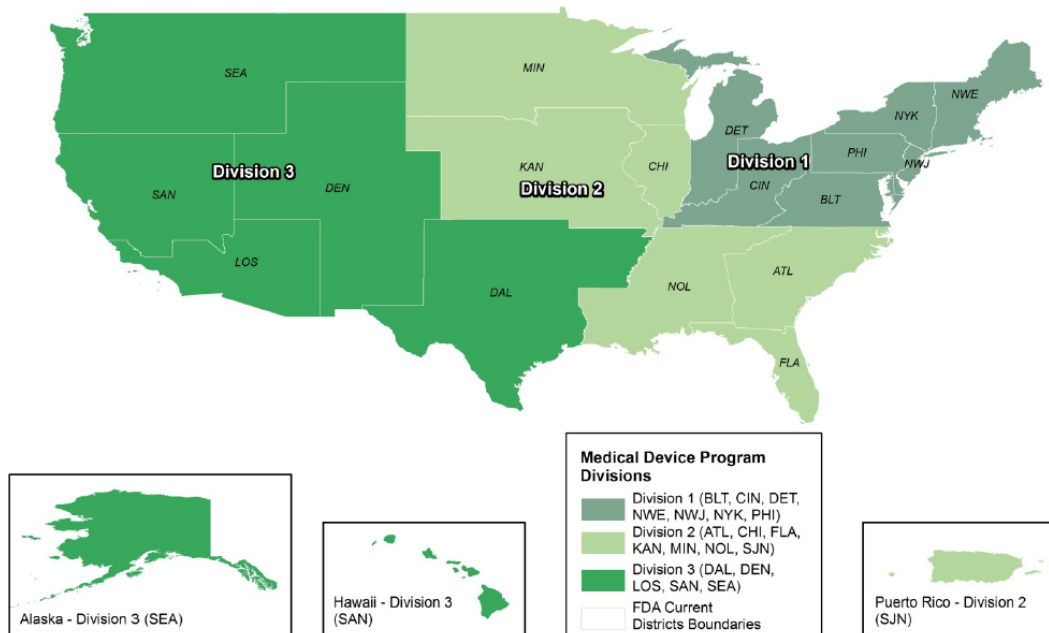 SEA
MIN
NWE
NYK
DET
PHI
NWJ
Division 3
Division 2
Division 1
KAN
CHI
CIN
SAN
DEN
BLT
LOS
DAL
NOL
ATL
FLA
Medical Device Program
Divisions
Division 1 (BLT, CIN, DET,
NWE, NWJ, NYK, PHI)
Division 2 (ATL, CHI, FLA,
KAN, MIN, NOL, SJN)
Division 3 (DAL, DEN,
LOS, SAN, SEA)
FDA Current
Districts Boundaries
Alaska - Division 3 (SEA)
Hawaii - Division 3
(SAN)
Puerto Rico - Division 2
(SJN)